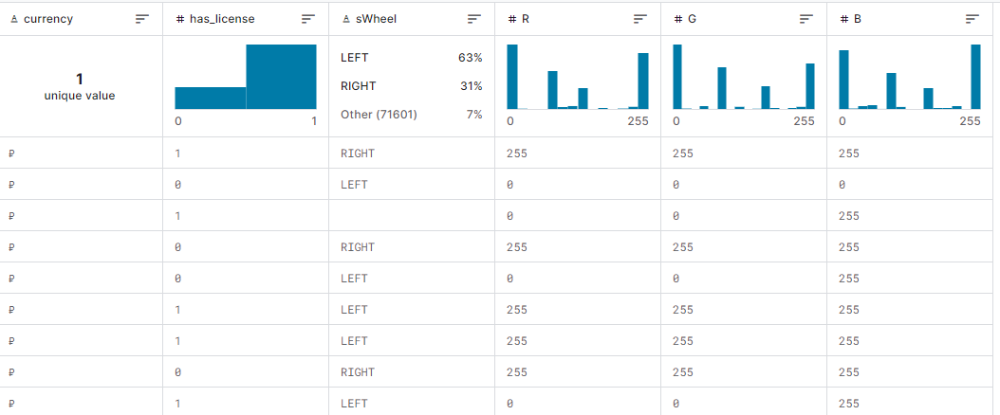 currency # has_license sWheel # R # G # B
1
unique value
0 1
LEFT 63%
RIGHT 31%
Other (71601) 7%
0 255
0 255
0 255
₽ 1 RIGHT 255 255 255
₽ 0 LEFT 0 0 0
₽ 1 0 0 255
₽ 0 RIGHT 255 255 255
₽ 0 LEFT 0 0 255
₽ 1 LEFT 255 255 255
₽ 1 LEFT 255 255 255
₽ 0 RIGHT 255 255 255
₽ 1 LEFT 0 0 255